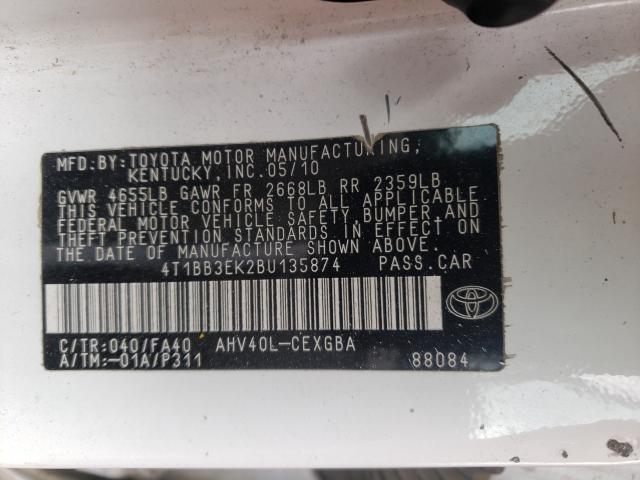 MFD. BY: TOYOTA MOTOR MANUFACTURING,
KENTUCKY, INC. 05/10
GVWR 4655LB GAWR FR 2668LB RR 2359LB
THIS VEHICLE CONFORMS TO ALL APPLICABLE
FEDERAL MOTOR VEHICLE SAFETY, BUMPER, AND
THEFT PREVENTION STANDARDS IN EFFECT ON
THE DATE OF MANUFACTURE SHOWN ABOVE.
4T1BB3EK2BU135874 PASS. CAR
C/TR: 040/FA40 AHV40L-CEXGBA
A/TM: -01A/P311 88084